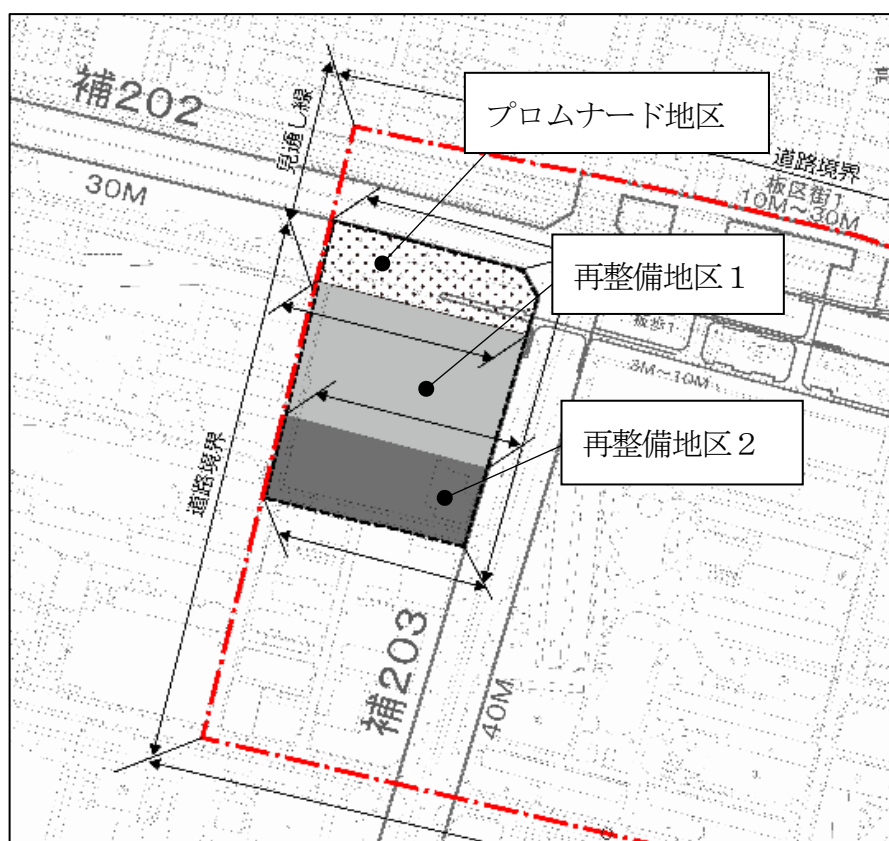 補202
プロムナード地区
見通し線
道路境界
30M
板区街1
10M～30M
再整備地区１
板歩1
3M～10M
再整備地区２
道路境界
補203
40M
高